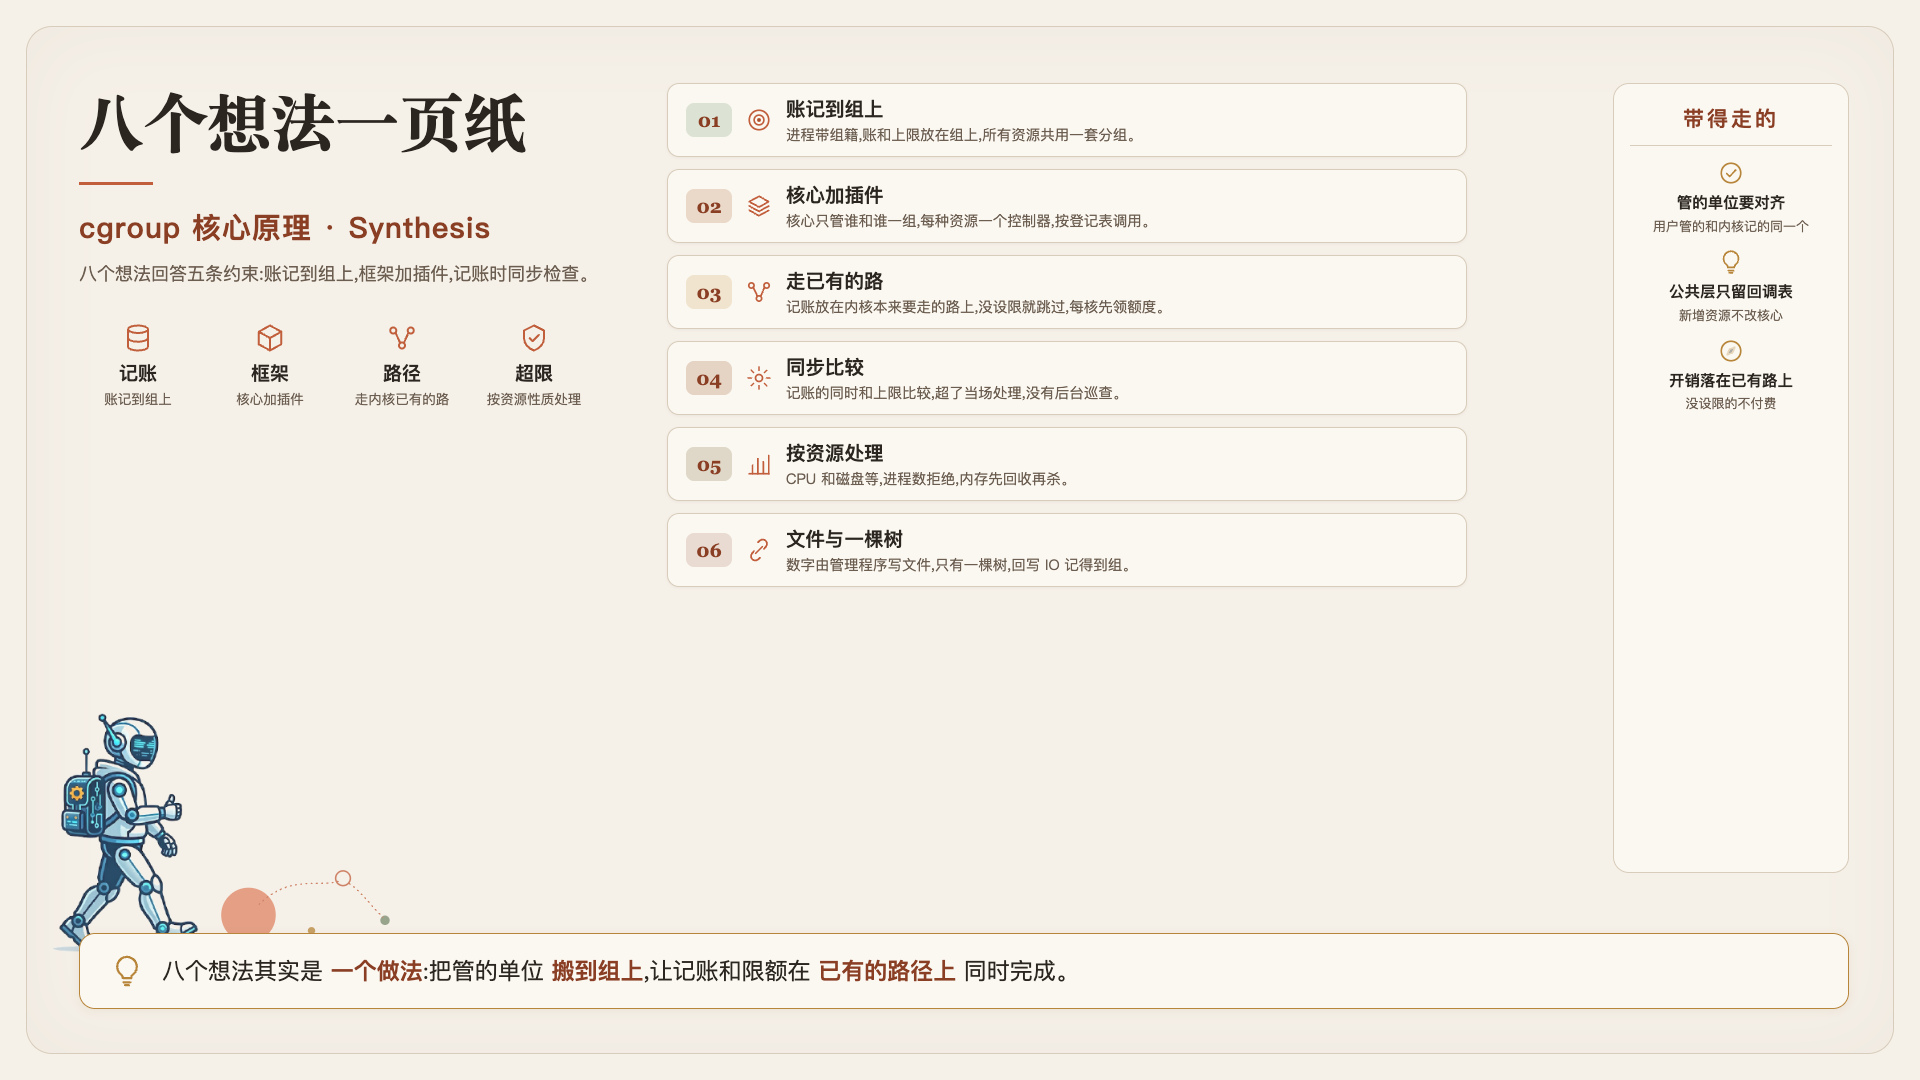 八个想法一页纸
cgroup 核心原理 · Synthesis
八个想法回答五条约束:账记到组上,框架加插件,记账时同步检查。
记账
账记到组上
框架
核心加插件
路径
走内核已有的路
超限
按资源性质处理
01
账记到组上
进程带组籍,账和上限放在组上,所有资源共用一套分组。
02
核心加插件
核心只管谁和谁一组,每种资源一个控制器,按登记表调用。
03
走已有的路
记账放在内核本来要走的路上,没设限就跳过,每核先领额度。
04
同步比较
记账的同时和上限比较,超了当场处理,没有后台巡查。
05
按资源处理
CPU 和磁盘等,进程数拒绝,内存先回收再杀。
06
文件与一棵树
数字由管理程序写文件,只有一棵树,回写 IO 记得到组。
带得走的
管的单位要对齐
用户管的和内核记的同一个
公共层只留回调表
新增资源不改核心
开销落在已有路上
没设限的不付费
八个想法其实是 一个做法:把管的单位 搬到组上,让记账和限额在 已有的路径上 同时完成。